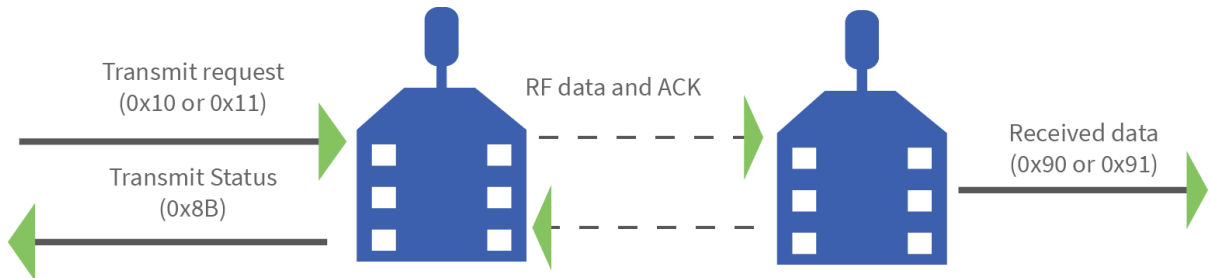 Transmit request
(0x10 or 0x11)
Transmit Status
(0x8B)
RF data and ACK
Received data
(0x90 or 0x91)